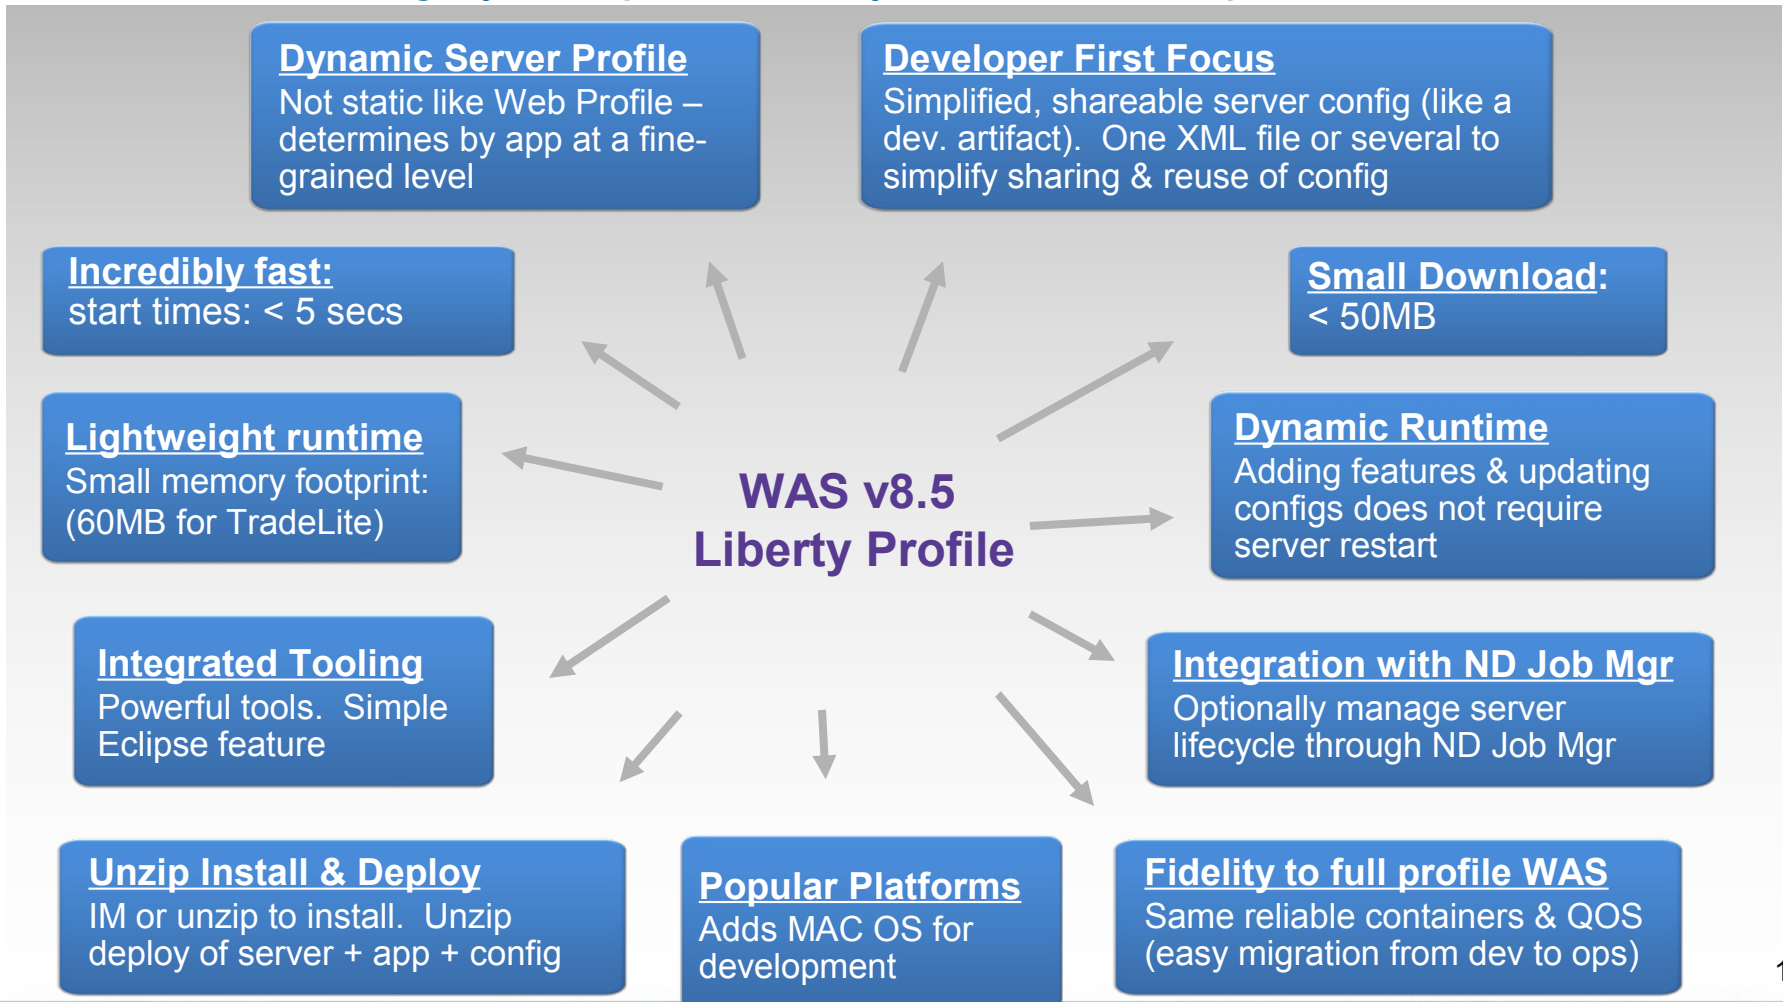 Dynamic Server Profile
Not static like Web Profile –
determines by app at a fine-
grained level
Developer First Focus
Simplified, shareable server config (like a
dev. artifact).  One XML file or several to
simplify sharing & reuse of config
Incredibly fast:
start times: < 5 secs
Small Download:
< 50MB
Lightweight runtime
Small memory footprint:
(60MB for TradeLite)
Dynamic Runtime
Adding features & updating
configs does not require
server restart
WAS v8.5
Liberty Profile
Integrated Tooling
Powerful tools.  Simple
Eclipse feature
Integration with ND Job Mgr
Optionally manage server
lifecycle through ND Job Mgr
Unzip Install & Deploy
IM or unzip to install.  Unzip
deploy of server + app + config
Popular Platforms
Adds MAC OS for
development
Fidelity to full profile WAS
Same reliable containers & QOS
(easy migration from dev to ops)